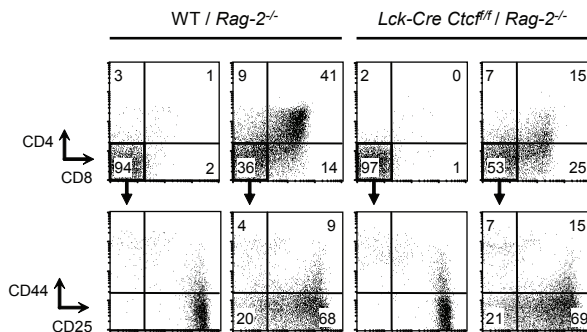 WT / Rag-2-/-
Lck-Cre Ctcff/f / Rag-2-/-
3 1 9 41 2 0 7 15
CD4
94 2 36 14 97 1 53 25
CD8
4 9 7 15
CD44
20 68 21 69
CD25